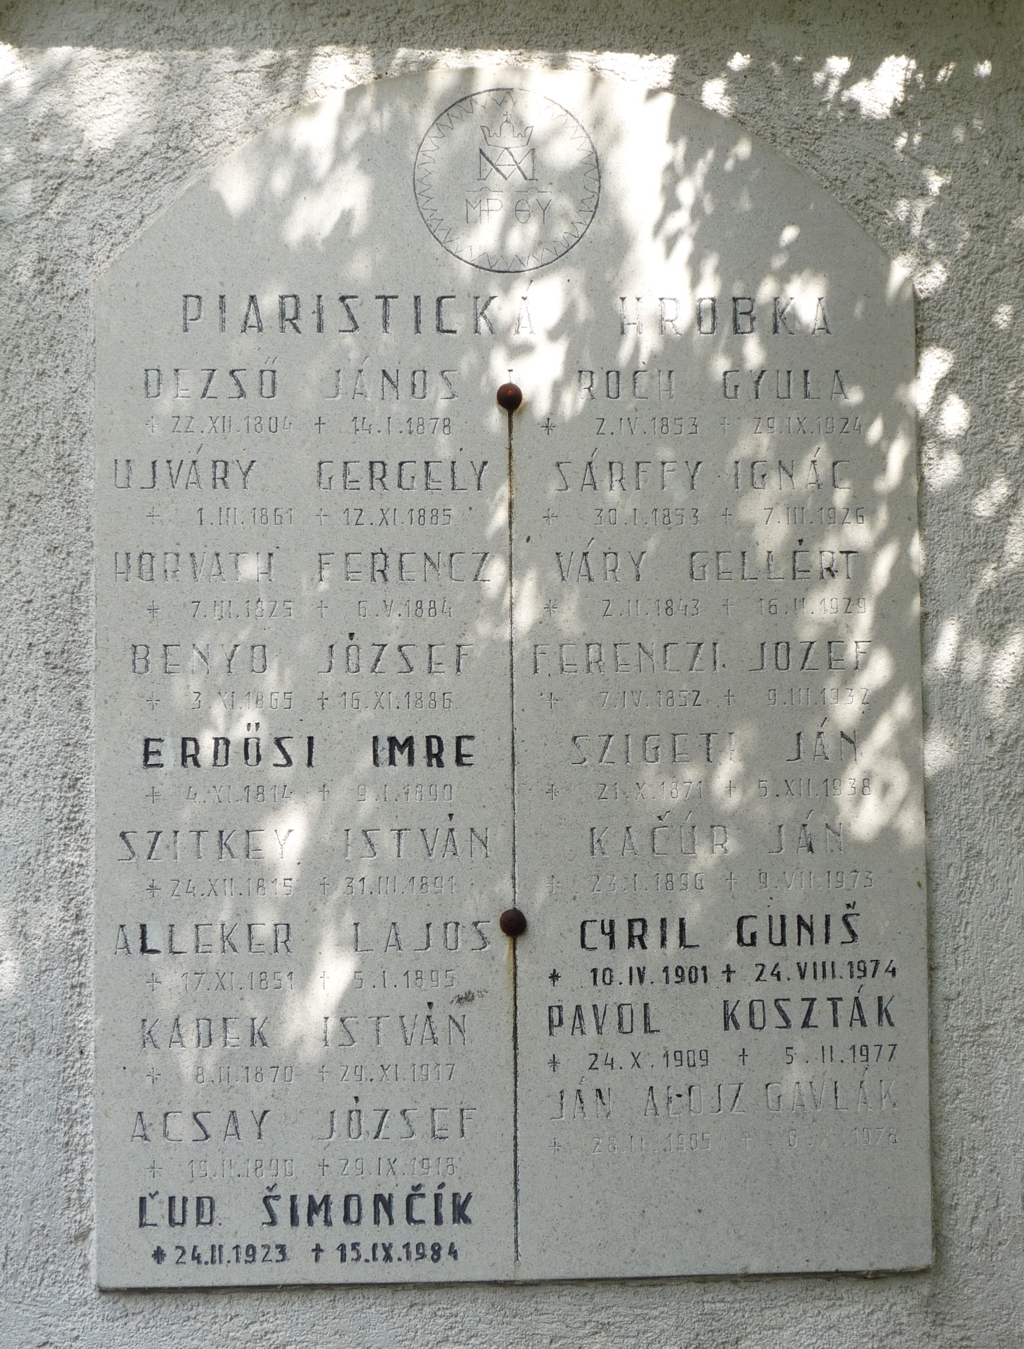 PIARISTICKÁ HROBKA
DEZSŐ JÁNOS
* 22.XII.1804 + 14.I.1878
UJVÁRY GERGELY
* 1.III.1861 + 12.XI.1885
HORVATH FERENCZ
* 7.III.1825 + 6.V.1884
BENYO JÓZSEF
* 3.XI.1865 + 16.XI.1886
ERDŐSI IMRE
* 4.XI.1814 + 9.I.1890
SZITKEY ISTVÁN
* 24.XII.1815 + 31.III.1891
ALLEKER LAJOS
* 17.XI.1851 + 5.I.1895
KADEK ISTVÁN
* 8.II.1870 + 29.XI.1917
ACSAY JÓZSEF
* 19.II.1890 + 29.IX.1918
ĽUD. ŠIMONČÍK
* 24.II.1923 + 15.IX.1984
ROCH GYULA
* 2.IV.1853 + 29.IX.1924
SÁRFFY IGNÁC
* 30.I.1853 + 7.III.1926
VÁRY GELLÉRT
* 2.II.1843 + 16.II.1929
FERENCZI JOZEF
* 7.IV.1852 + 9.III.1932
SZIGETI JÁN
* 21.X.1871 + 5.XII.1938
KAČÚR JÁN
* 23.I.1890 + 9.VII.1973
CYRIL GUNIŠ
* 10.IV.1901 + 24.VIII.1974
PAVOL KOSZTÁK
* 24.X.1909 + 5.II.1977
JÁN ALOJZ GAVLÁK